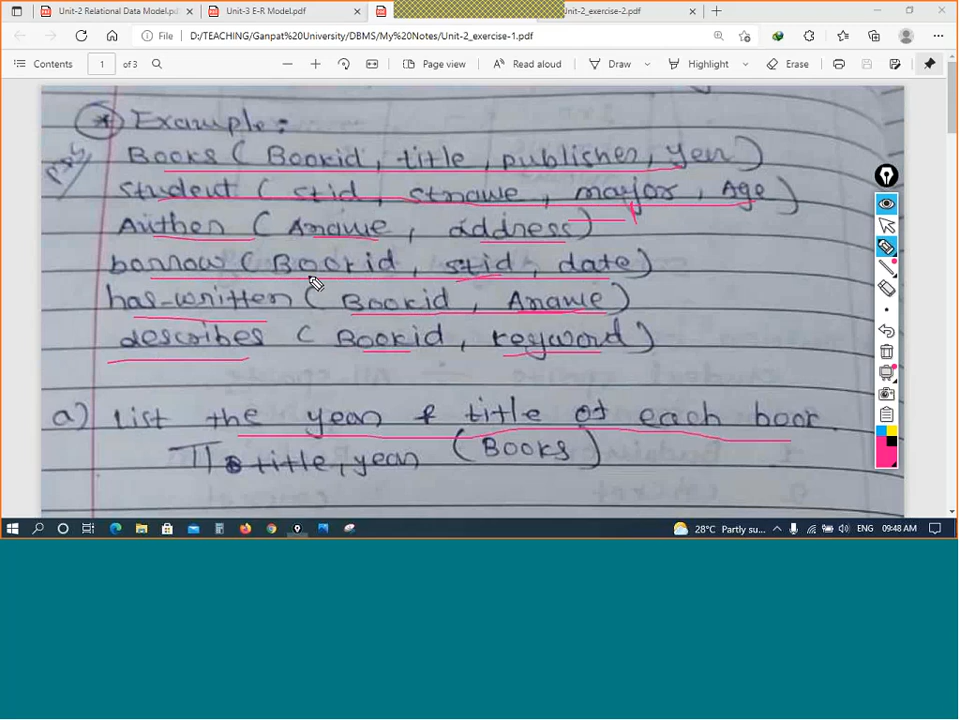 Unit-2 Relational Data Model.pd
Unit-3 E-R Model.pdf
Unit-2_exercise-2.pdf
File D:/TEACHING/Ganpat%20University/DBMS/My%20Notes/Unit-2_exercise-1.pdf
Contents 1 of 3 Page view Read aloud Draw Highlight Erase
* Example:
Books ( Bookid, title, publisher, year)
Student ( stid, stname, major, Age)
Author ( Aname, address)
borrow ( Bookid, stid, date)
has-written ( Bookid, Aname)
describes ( Bookid, keyword)
a) List the year & title of each book.
Π title, year (Books)
28°C Partly su... ENG 09:48 AM